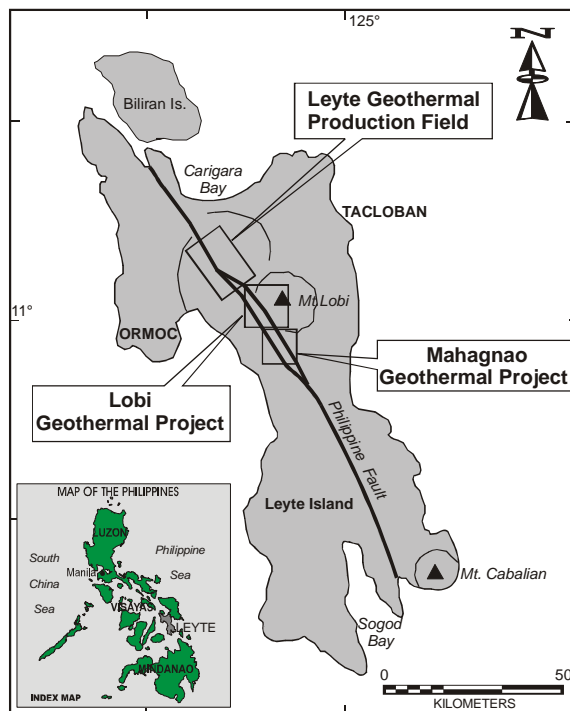 125°
N
Biliran Is.
Leyte Geothermal
Production Field
Carigara
Bay
TACLOBAN
Mt.Lobi
11°
ORMOC
Mahagnao
Geothermal Project
Lobi
Geothermal Project
Philippine Fault
Leyte Island
MAP OF THE PHILIPPINES
LUZON
South
China
Sea
Philippine
Sea
Manila
VISAYAS
LEYTE
MINDANAO
INDEX MAP
Mt. Cabalian
Sogod
Bay
0 50
KILOMETERS